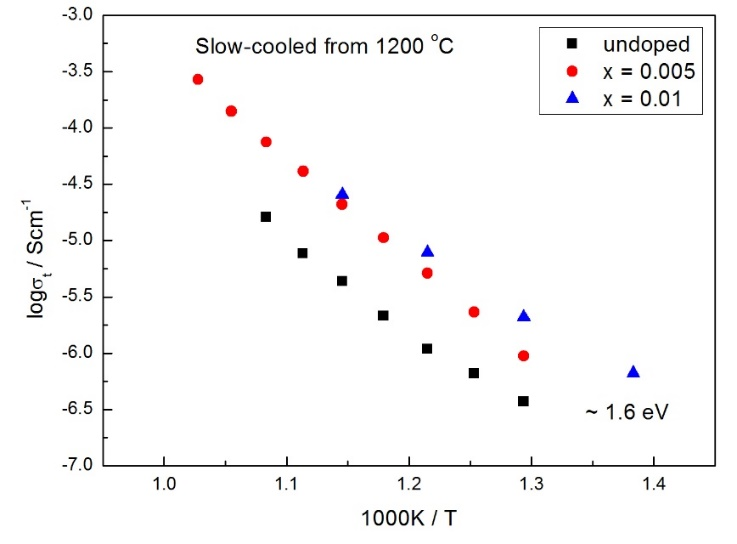 -3.0
Slow-cooled from 1200 °C
undoped
x = 0.005
x = 0.01
-3.5
-4.0
-4.5
-5.0
-5.5
-6.0
-6.5
-7.0
logσt / Scm-1
~ 1.6 eV
1.0 1.1 1.2 1.3 1.4
1000K / T